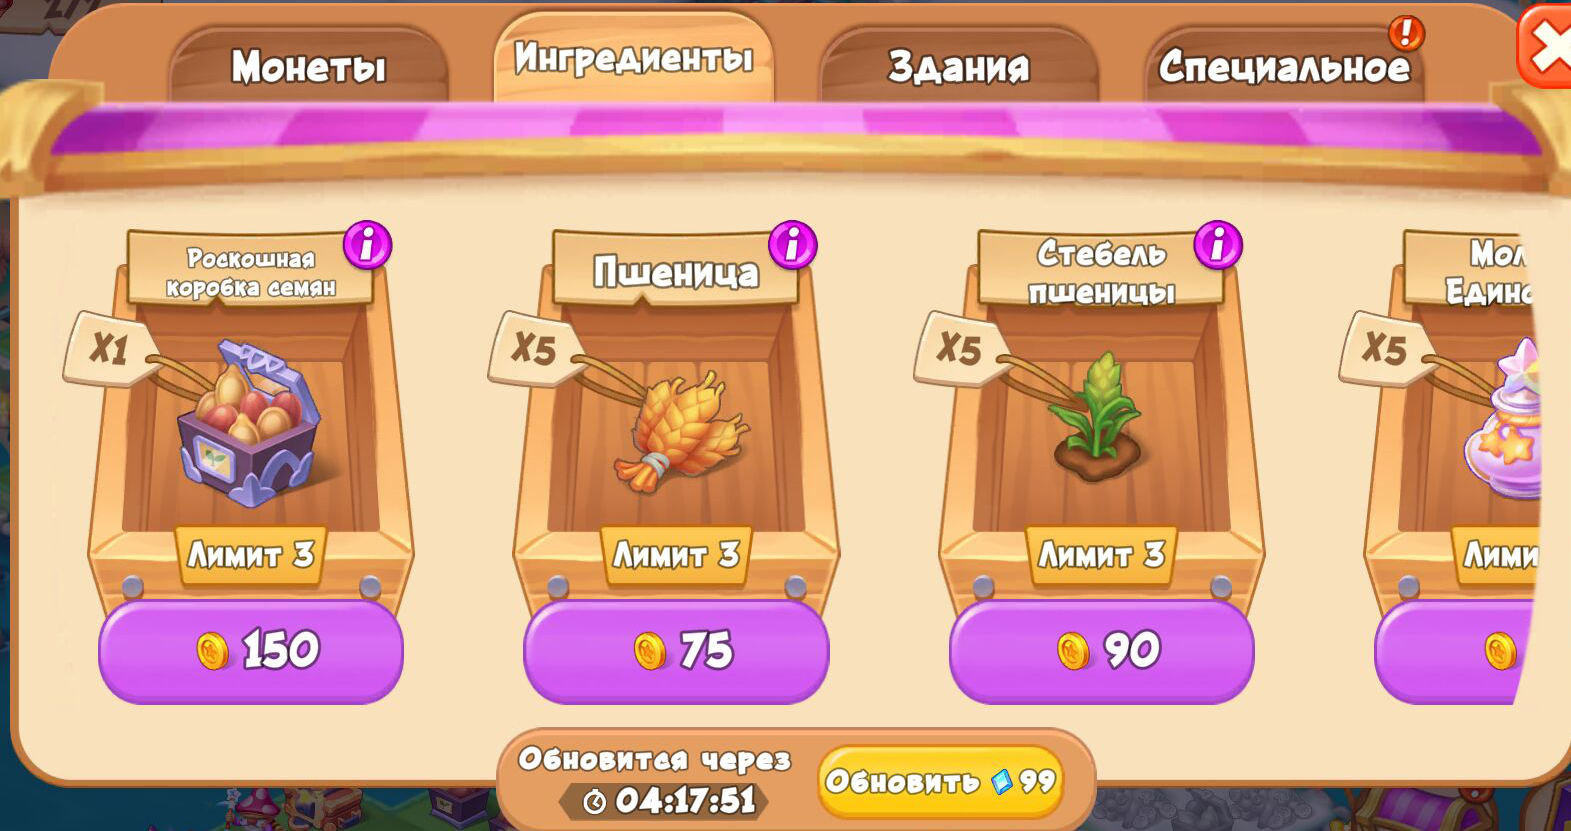 Монеты
Ингредиенты
Здания
Специальное
Роскошная
коробка семян
Пшеница
Стебель
пшеницы
X1
X5
X5
X5
Лимит 3
Лимит 3
Лимит 3
150
75
90
Обновится через
04:17:51
Обновить 99